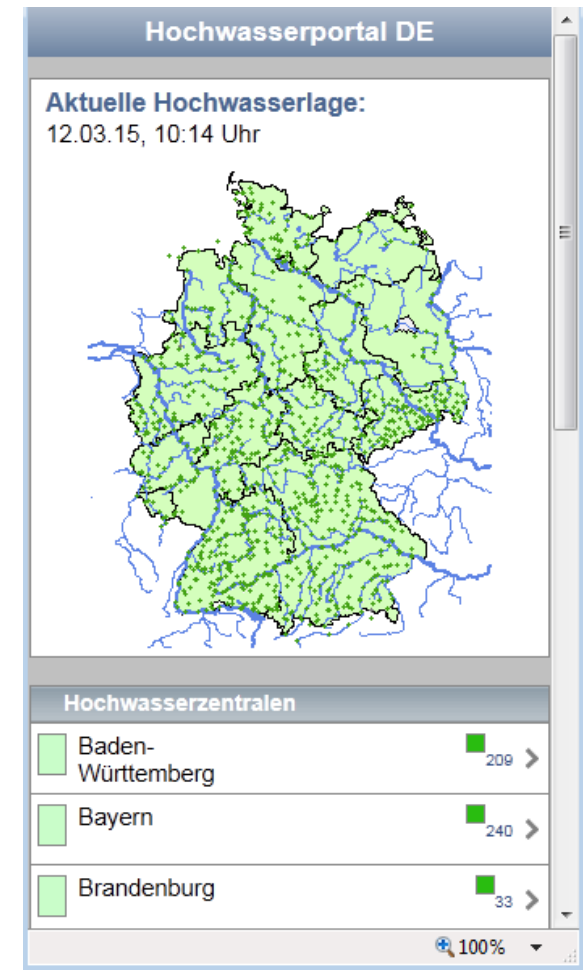 Hochwasserportal DE
Aktuelle Hochwasserlage:
12.03.15, 10:14 Uhr
Hochwasserzentralen
Baden-
Württemberg
209
Bayern
240
Brandenburg
33
100%